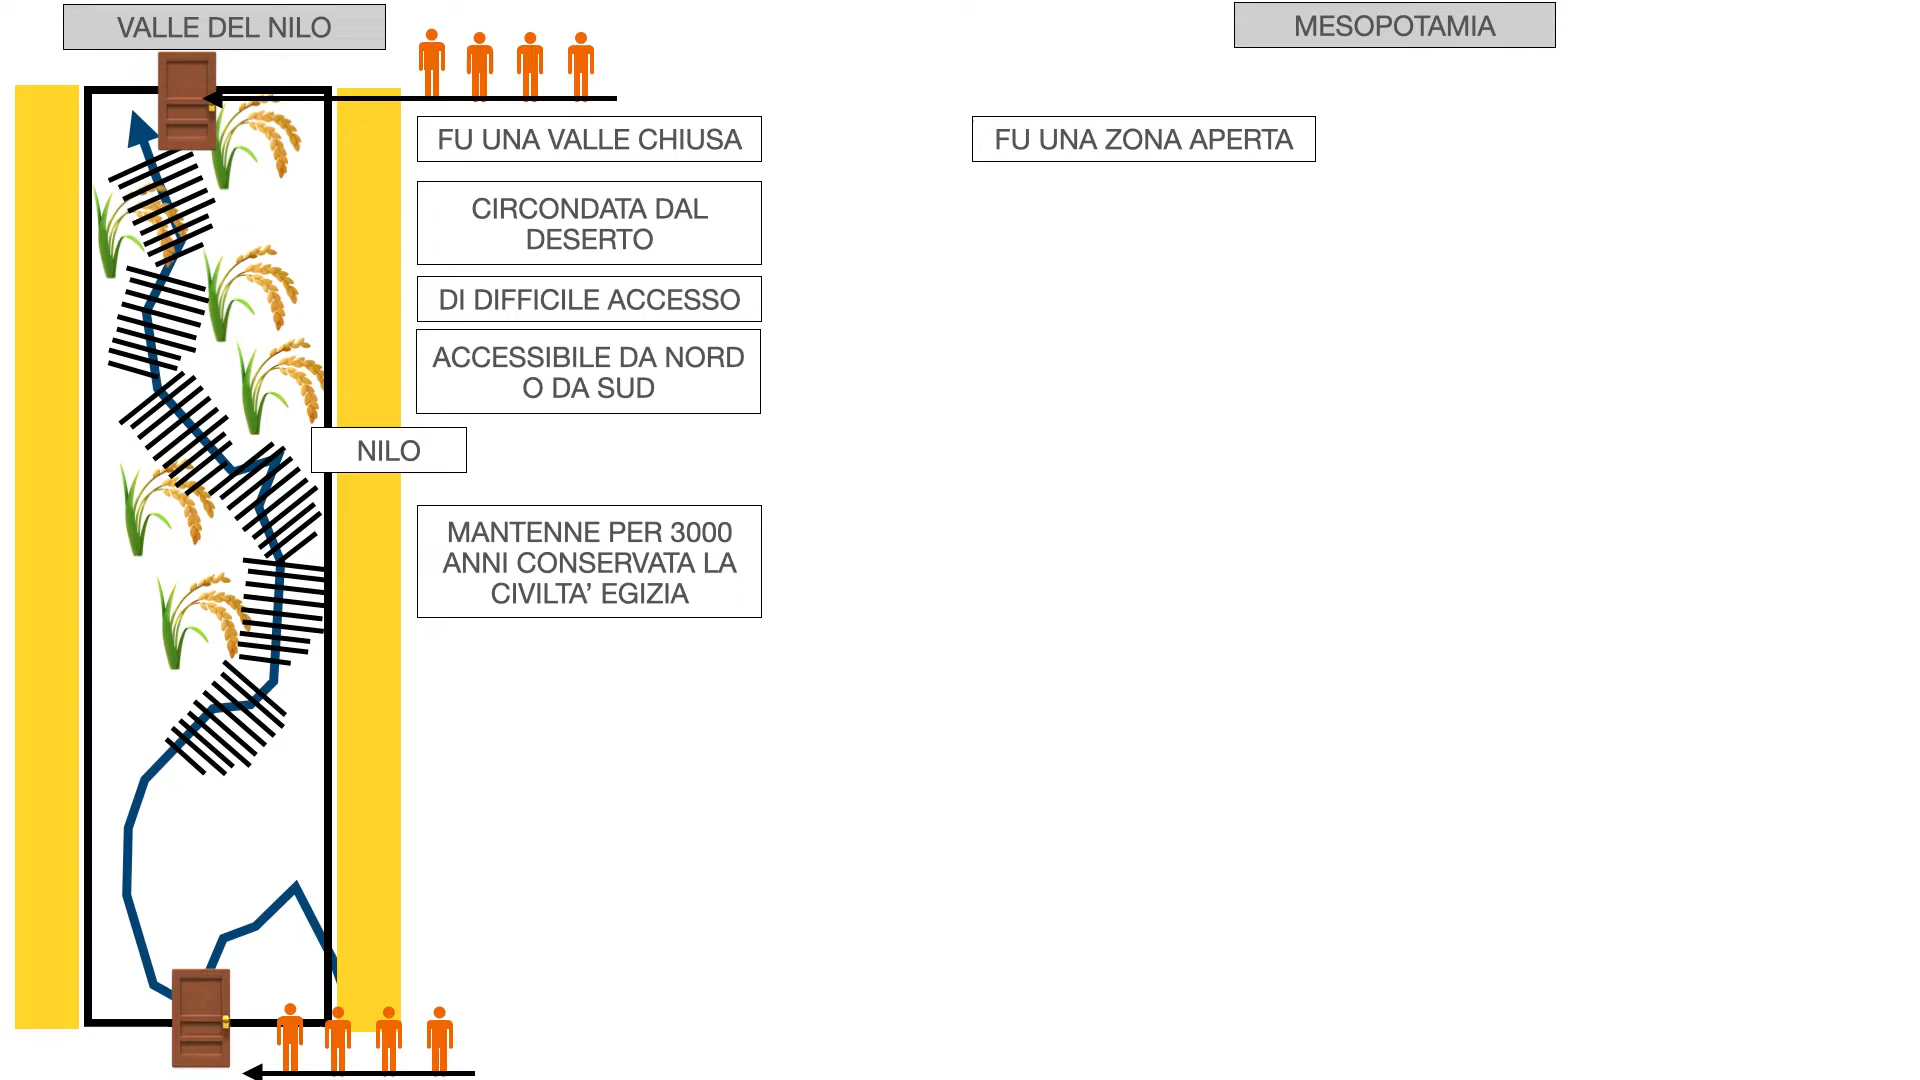 VALLE DEL NILO
MESOPOTAMIA
FU UNA VALLE CHIUSA
FU UNA ZONA APERTA
CIRCONDATA DAL
DESERTO
DI DIFFICILE ACCESSO
ACCESSIBILE DA NORD
O DA SUD
NILO
MANTENNE PER 3000
ANNI CONSERVATA LA
CIVILTA’ EGIZIA